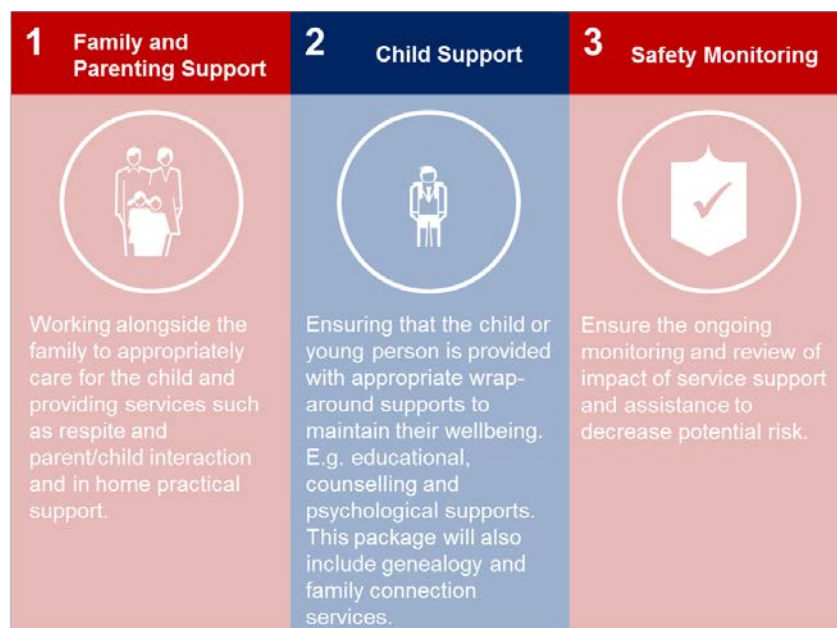 1
Family and
Parenting Support
Working alongside the
family to appropriately
care for the child and
providing services such
as respite and
parent/child interaction
and in home practical
support.
2
Child Support
Ensuring that the child or
young person is provided
with appropriate wrap-
around supports to
maintain their wellbeing.
E.g. educational,
counselling and
psychological supports.
This package will also
include genealogy and
family connection
services.
3
Safety Monitoring
Ensure the ongoing
monitoring and review of
impact of service support
and assistance to
decrease potential risk.